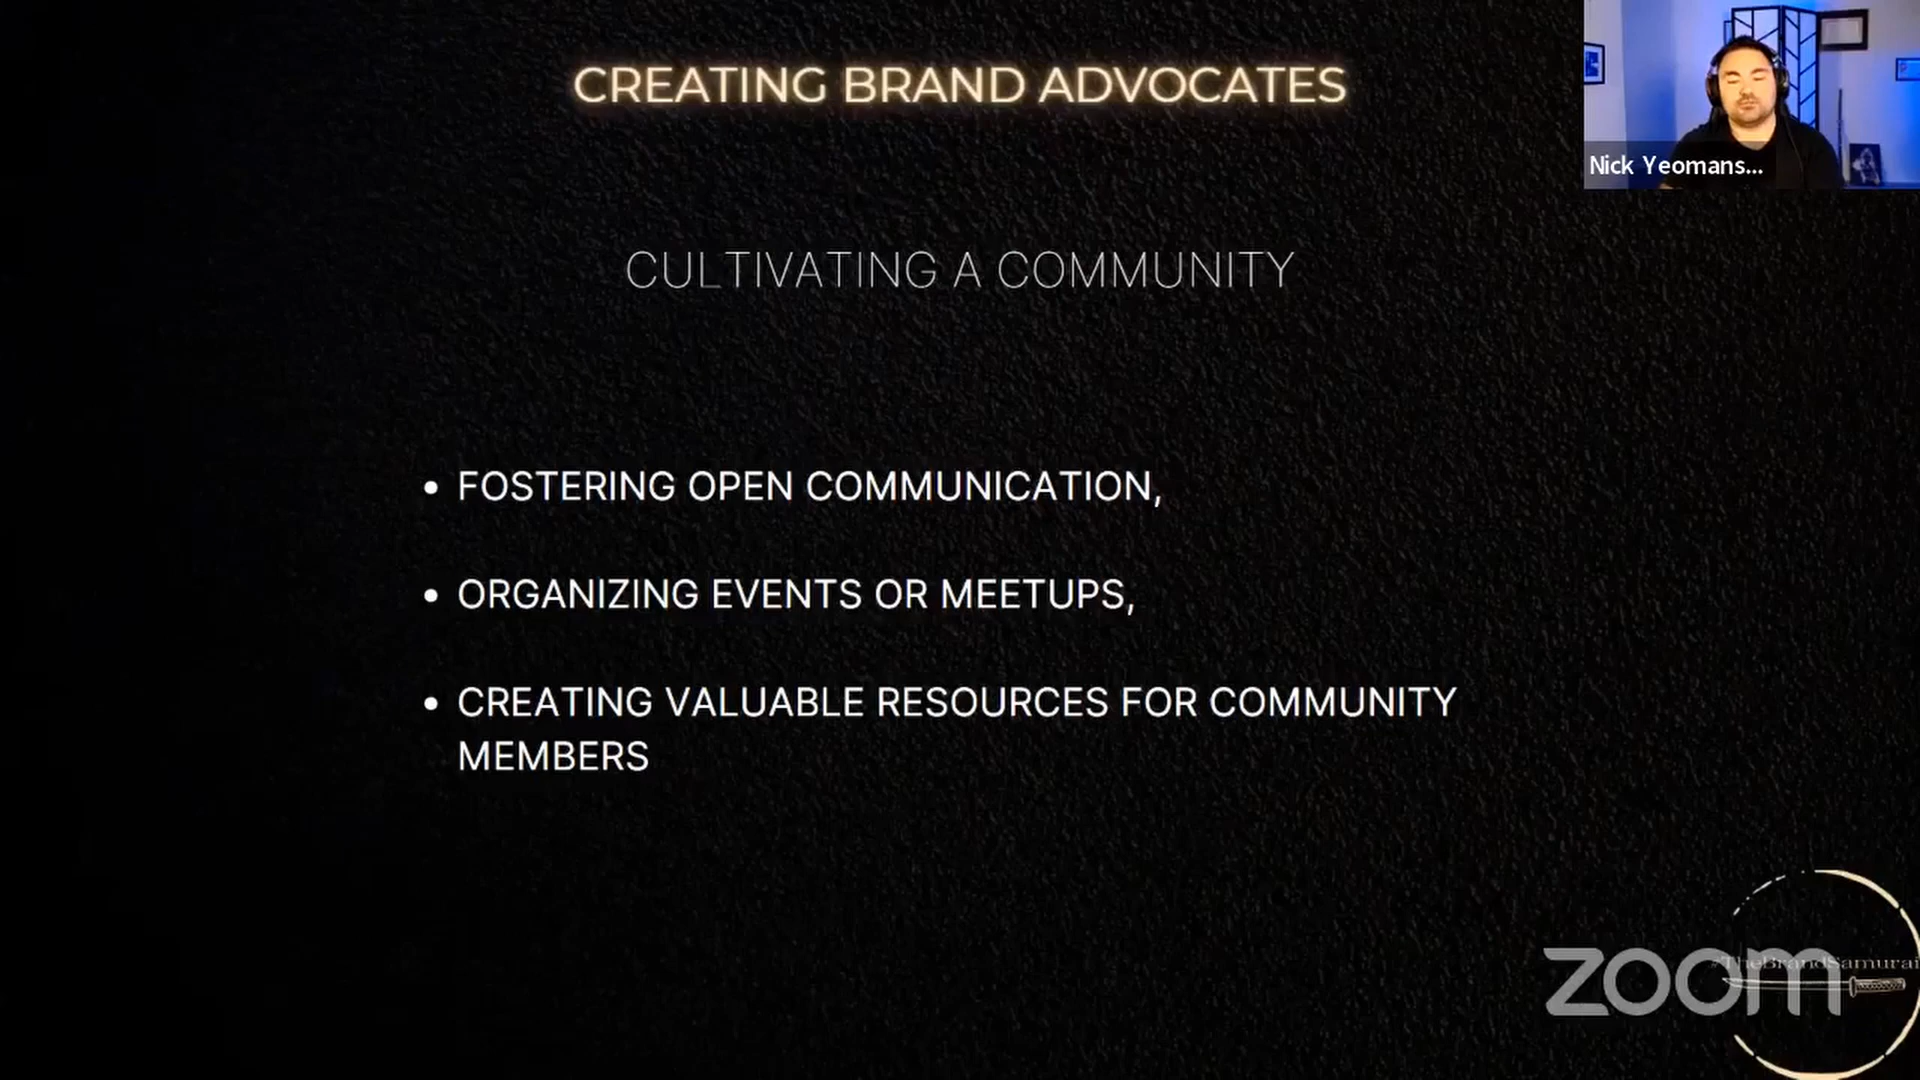 CREATING BRAND ADVOCATES
Nick Yeomans...
CULTIVATING A COMMUNITY
• FOSTERING OPEN COMMUNICATION,
• ORGANIZING EVENTS OR MEETUPS,
• CREATING VALUABLE RESOURCES FOR COMMUNITY
MEMBERS
#TheBrandSamurai
zoom